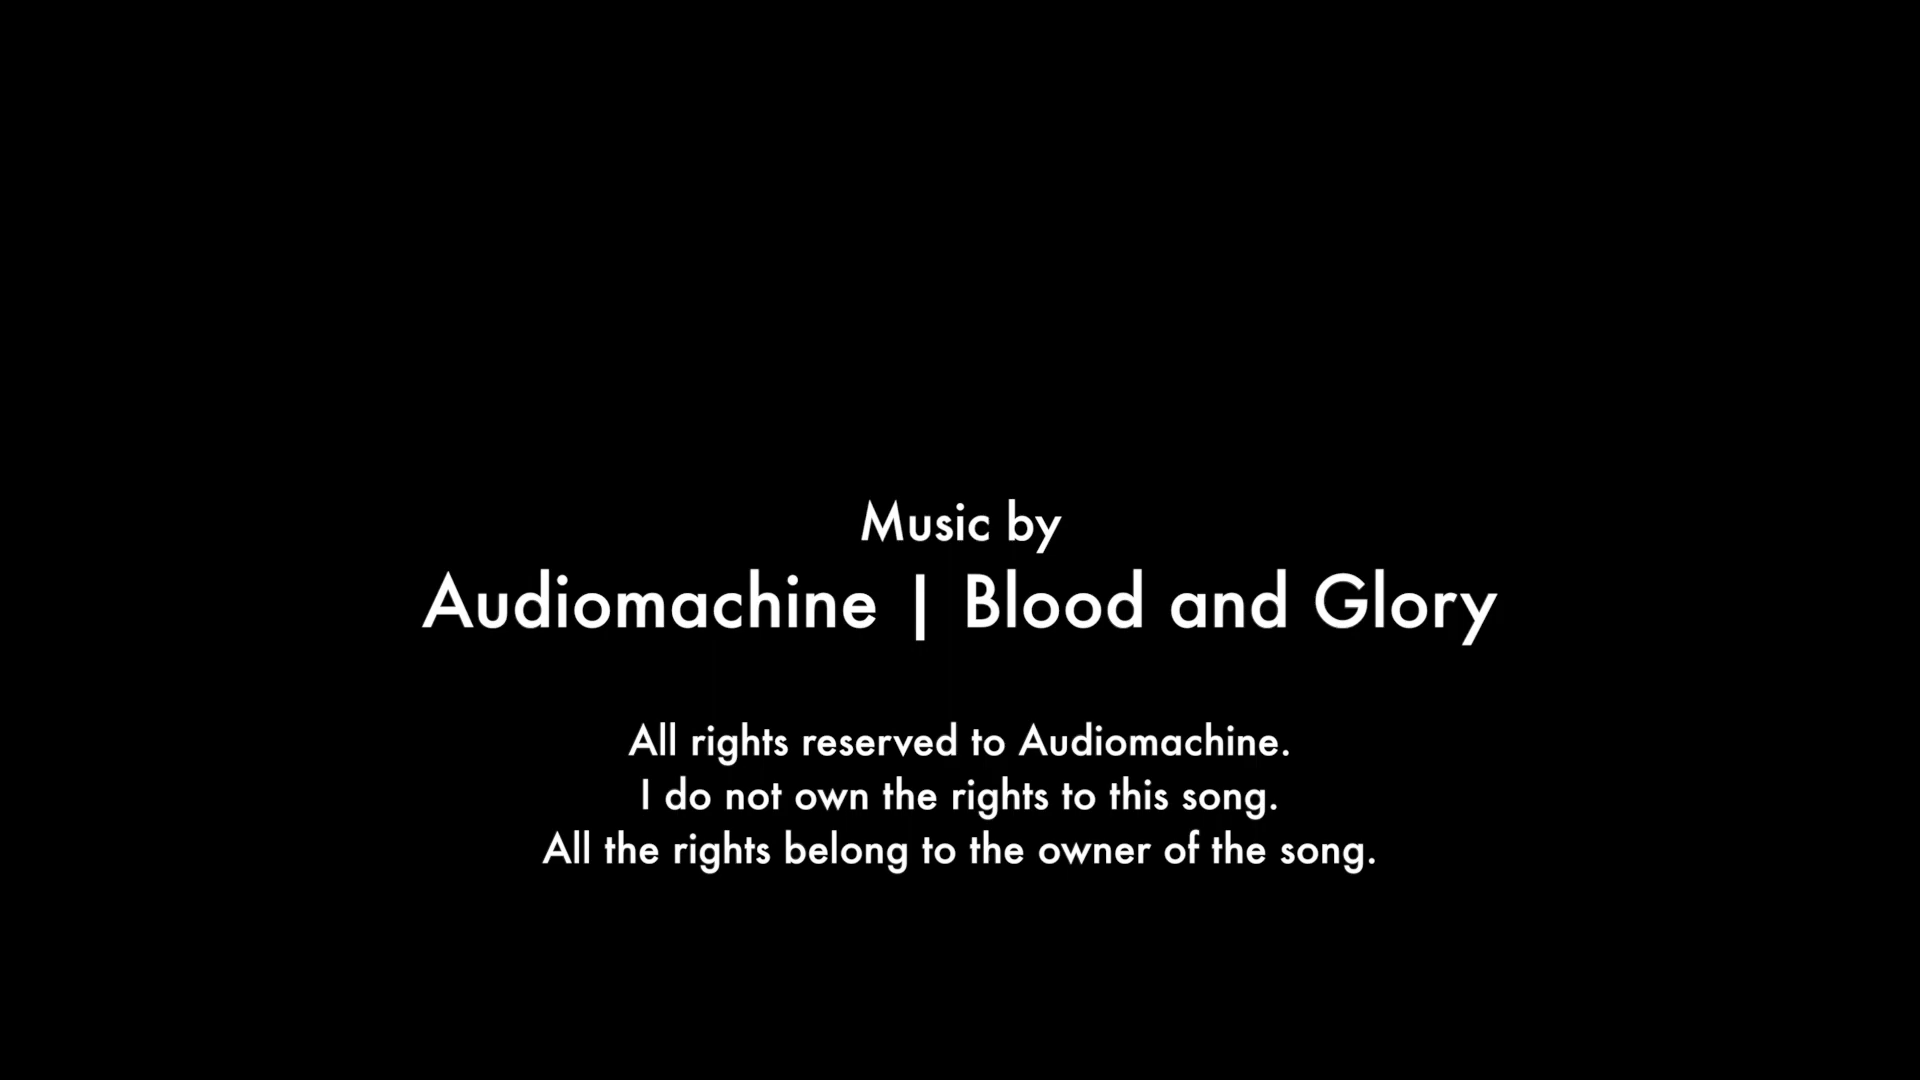 Music by
Audiomachine | Blood and Glory
All rights reserved to Audiomachine.
I do not own the rights to this song.
All the rights belong to the owner of the song.